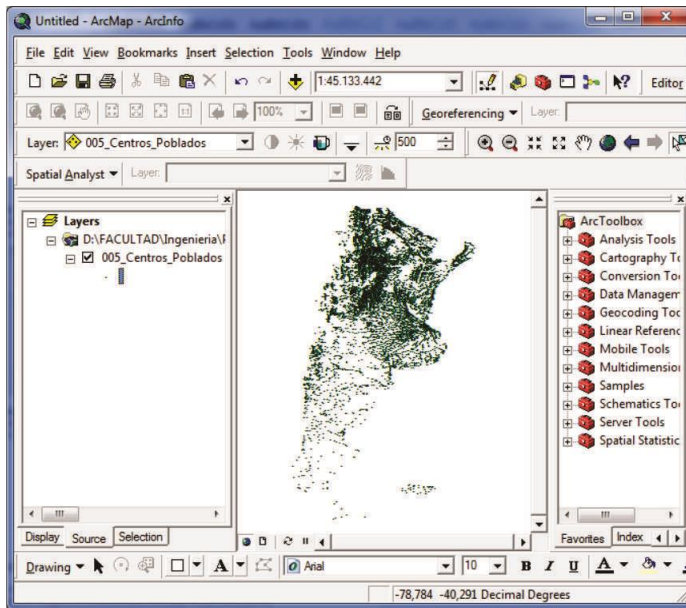 Untitled - ArcMap - ArcInfo
File Edit View Bookmarks Insert Selection Tools Window Help
1:45.133.442
Editor
100%
Georeferencing
Layer:
Layer: 005_Centros_Poblados
500
Spatial Analyst
Layer:
Layers
D:\FACULTAD\Ingenieria\
005_Centros_Poblados
ArcToolbox
Analysis Tools
Cartography To
Conversion Too
Data Managem
Geocoding Too
Linear Referenc
Mobile Tools
Multidimension
Samples
Schematics To
Server Tools
Spatial Statistic
Display Source Selection
Favorites Index
Drawing
A
Arial
10
B I U A
-78,784 -40,291 Decimal Degrees